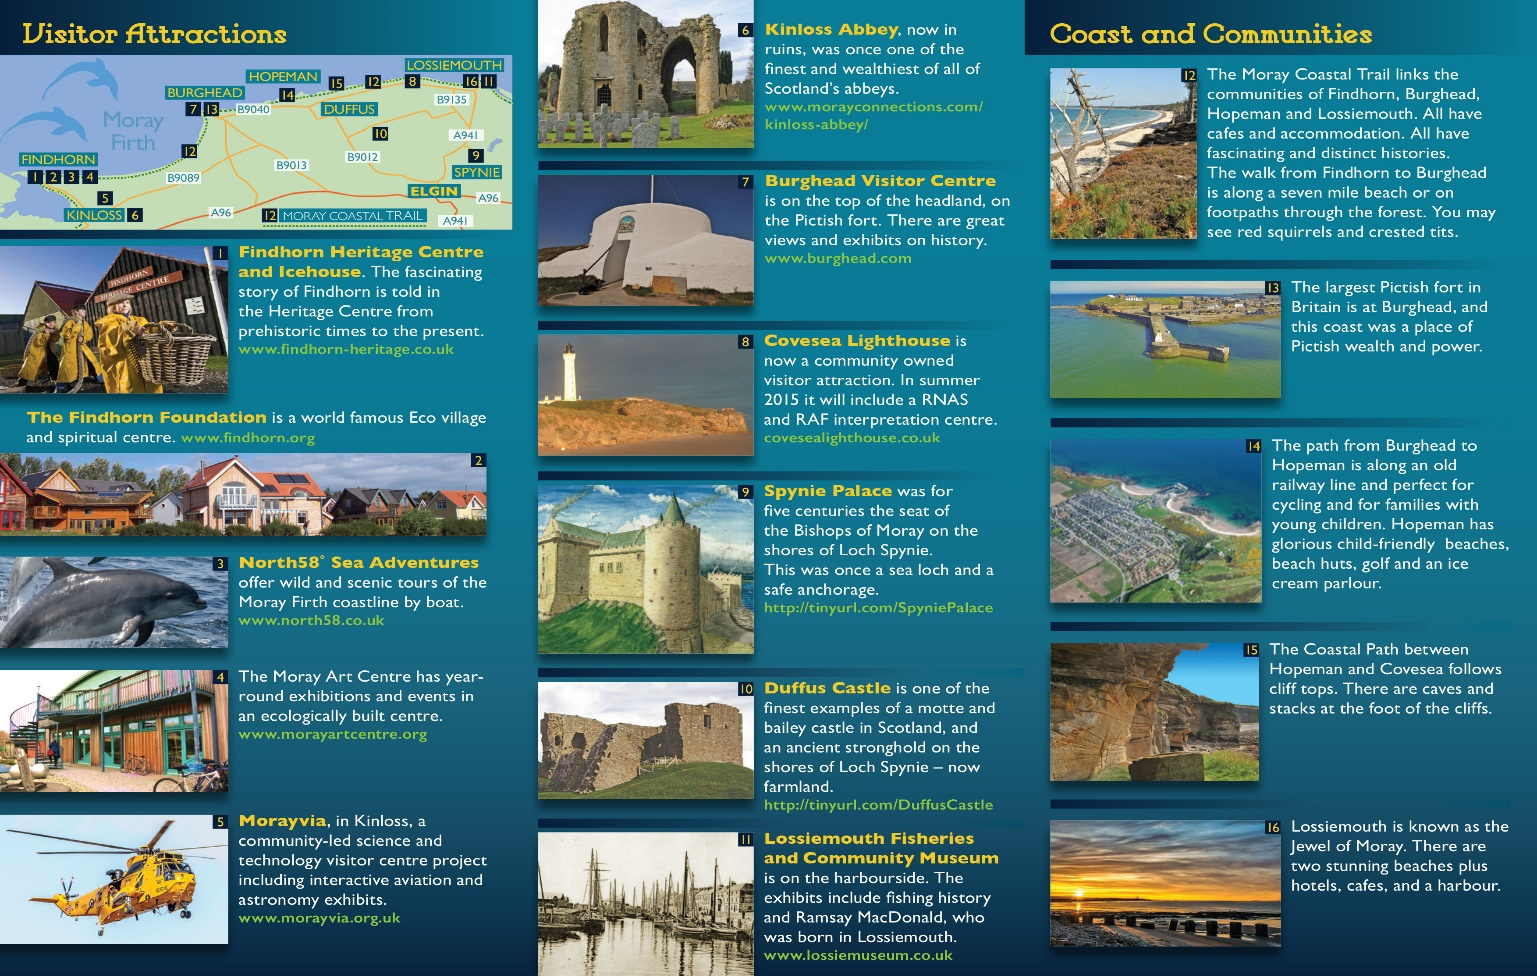 Visitor Attractions
LOSSIEMOUTH
HOPEMAN
15
12
8
16
11
BURGHEAD
14
B9135
7
13
B9040
DUFFUS
Moray
Firth
10
A941
12
B9012
9
FINDHORN
B9013
SPYNIE
1
2
3
4
B9089
ELGIN
5
A96
KINLOSS
6
A96
12
MORAY COASTAL TRAIL
A941
1
FINDHORN
HERITAGE CENTRE
Findhorn Heritage Centre
and Icehouse. The fascinating
story of Findhorn is told in
the Heritage Centre from
prehistoric times to the present.
www.findhorn-heritage.co.uk
The Findhorn Foundation is a world famous Eco village
and spiritual centre. www.findhorn.org
2
3
North58° Sea Adventures
offer wild and scenic tours of the
Moray Firth coastline by boat.
www.north58.co.uk
4
The Moray Art Centre has year-
round exhibitions and events in
an ecologically built centre.
www.morayartcentre.org
5
Morayvia, in Kinloss, a
community-led science and
technology visitor centre project
including interactive aviation and
astronomy exhibits.
www.morayvia.org.uk
6
Kinloss Abbey, now in
ruins, was once one of the
finest and wealthiest of all of
Scotland's abbeys.
www.morayconnections.com/
kinloss-abbey/
7
Burghead Visitor Centre
is on the top of the headland, on
the Pictish fort. There are great
views and exhibits on history.
www.burghead.com
8
Covesea Lighthouse is
now a community owned
visitor attraction. In summer
2015 it will include a RNAS
and RAF interpretation centre.
covesealighthouse.co.uk
9
Spynie Palace was for
five centuries the seat of
the Bishops of Moray on the
shores of Loch Spynie.
This was once a sea loch and a
safe anchorage.
http://tinyurl.com/SpyniePalace
10
Duffus Castle is one of the
finest examples of a motte and
bailey castle in Scotland, and
an ancient stronghold on the
shores of Loch Spynie – now
farmland.
http://tinyurl.com/DuffusCastle
11
Lossiemouth Fisheries
and Community Museum
is on the harbourside. The
exhibits include fishing history
and Ramsay MacDonald, who
was born in Lossiemouth.
www.lossiemuseum.co.uk
Coast and Communities
12
The Moray Coastal Trail links the
communities of Findhorn, Burghead,
Hopeman and Lossiemouth. All have
cafes and accommodation. All have
fascinating and distinct histories.
The walk from Findhorn to Burghead
is along a seven mile beach or on
footpaths through the forest. You may
see red squirrels and crested tits.
13
The largest Pictish fort in
Britain is at Burghead, and
this coast was a place of
Pictish wealth and power.
14
The path from Burghead to
Hopeman is along an old
railway line and perfect for
cycling and for families with
young children. Hopeman has
glorious child-friendly beaches,
beach huts, golf and an ice
cream parlour.
15
The Coastal Path between
Hopeman and Covesea follows
cliff tops. There are caves and
stacks at the foot of the cliffs.
16
Lossiemouth is known as the
Jewel of Moray. There are
two stunning beaches plus
hotels, cafes, and a harbour.